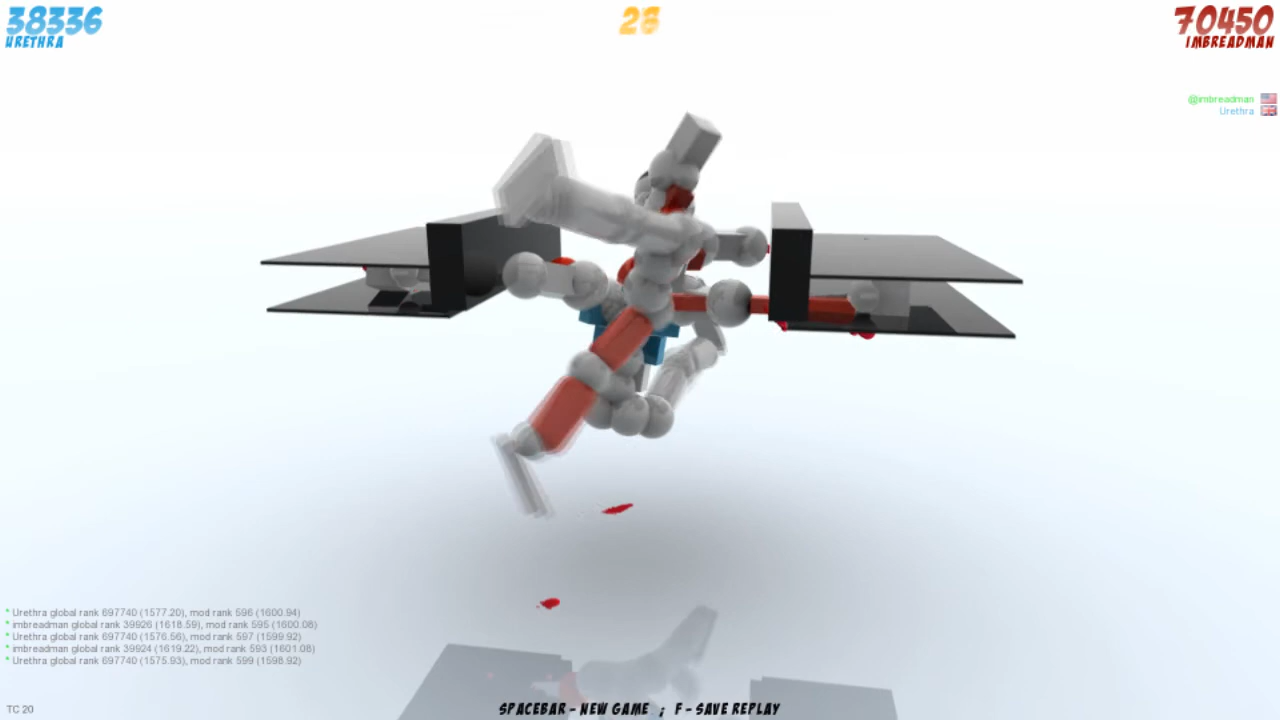 38336
URETHRA
28
70450
IMBREADMAN
@imbreadman
Urethra
* Urethra global rank 697740 (1577.20), mod rank 596 (1600.94)
* imbreadman global rank 39926 (1618.59), mod rank 595 (1600.08)
* Urethra global rank 697740 (1576.56), mod rank 597 (1599.92)
* imbreadman global rank 39924 (1619.22), mod rank 593 (1601.08)
* Urethra global rank 697740 (1575.93), mod rank 599 (1598.92)
TC 20
SPACEBAR - NEW GAME ; F - SAVE REPLAY